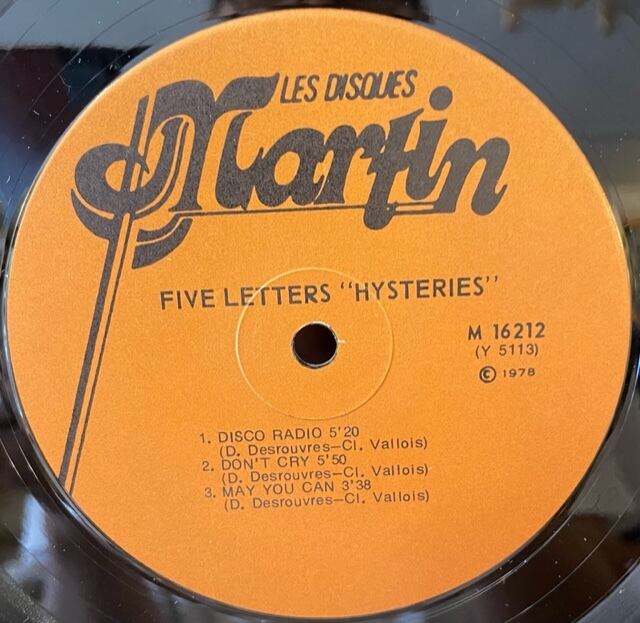 LES DISQUES
Martin
FIVE LETTERS "HYSTERIES"
M 16212
(Y 5113)
© 1978
1. DISCO RADIO 5'20
(D. Desrouvres—Cl. Vallois)
2. DON'T CRY 5'50
(D. Desrouvres—Cl. Vallois)
3. MAY YOU CAN 3'38
(D. Desrouvres—Cl. Vallois)